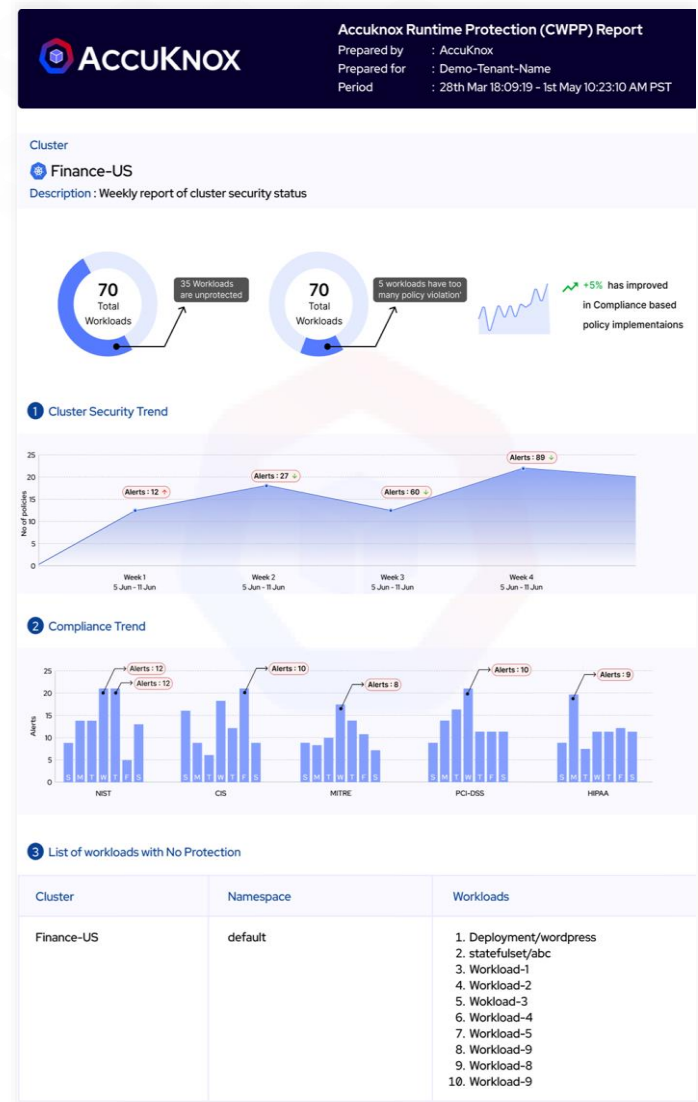 ACCUKNOX
Accuknox Runtime Protection (CWPP) Report
Prepared by : AccuKnox
Prepared for : Demo-Tenant-Name
Period : 28th Mar 18:09:19 - 1st May 10:23:10 AM PST
Cluster
Finance-US
Description : Weekly report of cluster security status
70
Total
Workloads
35 Workloads
are unprotected
70
Total
Workloads
5 workloads have too
many policy violation'
+5% has improved
in Compliance based
policy implementaions
1 Cluster Security Trend
No of policies
25
20
15
10
5
0
Alerts : 12 ↑
Alerts : 27 ↓
Alerts : 60 ↓
Alerts : 89 ↓
Week 1
5 Jun - 11 Jun
Week 2
5 Jun - 11 Jun
Week 3
5 Jun - 11 Jun
Week 4
5 Jun - 11 Jun
2 Compliance Trend
Alerts
25
20
15
10
5
0
Alerts : 12
Alerts : 12
Alerts : 10
Alerts : 8
Alerts : 10
Alerts : 9
S M T W T F S
S M T W T F S
S M T W T F S
S M T W T F S
S M T W T F S
NIST
CIS
MITRE
PCI-DSS
HIPAA
3 List of workloads with No Protection
Cluster Namespace Workloads
Finance-US default
1. Deployment/wordpress
2. statefulset/abc
3. Workload-1
4. Workload-2
5. Wokload-3
6. Workload-4
7. Workload-5
8. Workload-9
9. Workload-8
10. Workload-9